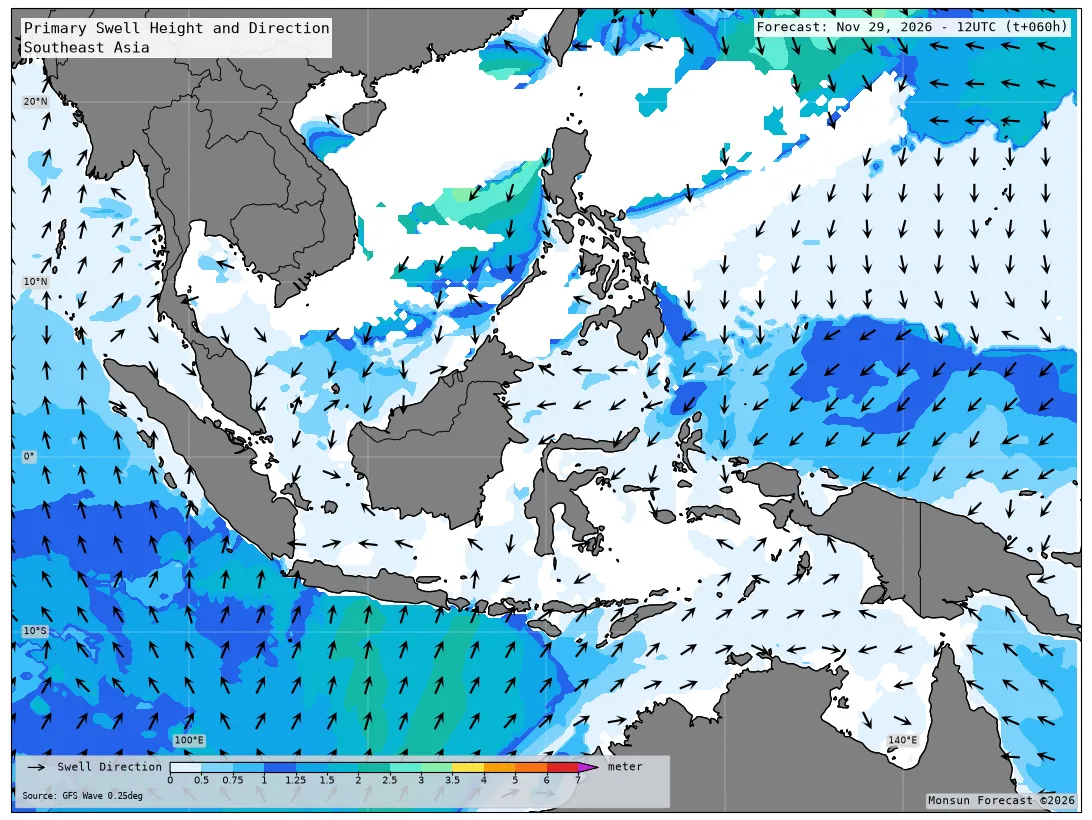 Primary Swell Height and Direction
Southeast Asia
Forecast: Nov 29, 2026 - 12UTC (t+060h)
20°N
10°N
0°
10°S
100°E
140°E
Swell Direction
0 0.5 0.75 1 1.25 1.5 2 2.5 3 3.5 4 5 6 7
meter
Source: GFS Wave 0.25deg
Monsun Forecast ©2026